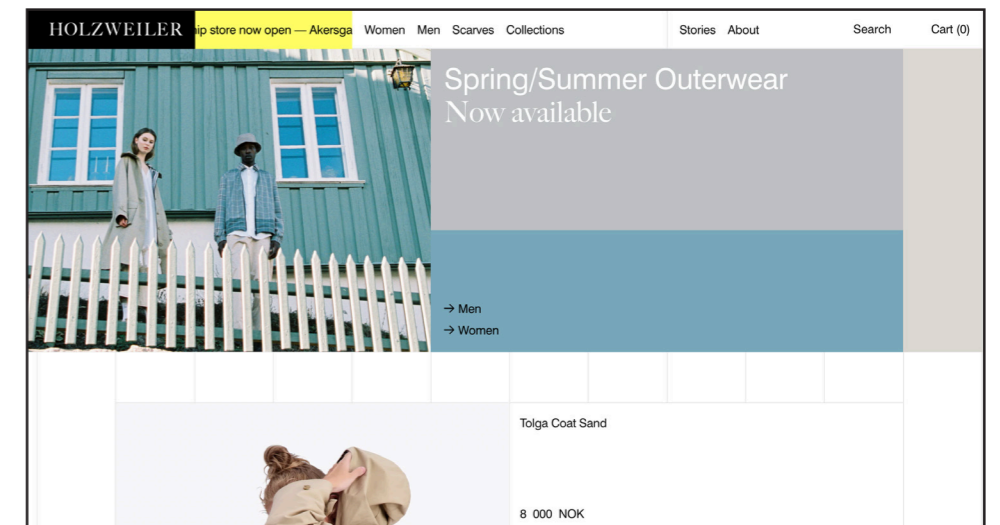 HOLZWEILER
store now open — Akersga
Women Men Scarves Collections
Stories About
Search
Cart (0)
Spring/Summer Outerwear
Now available
→ Men
→ Women
Tolga Coat Sand
8 000 NOK